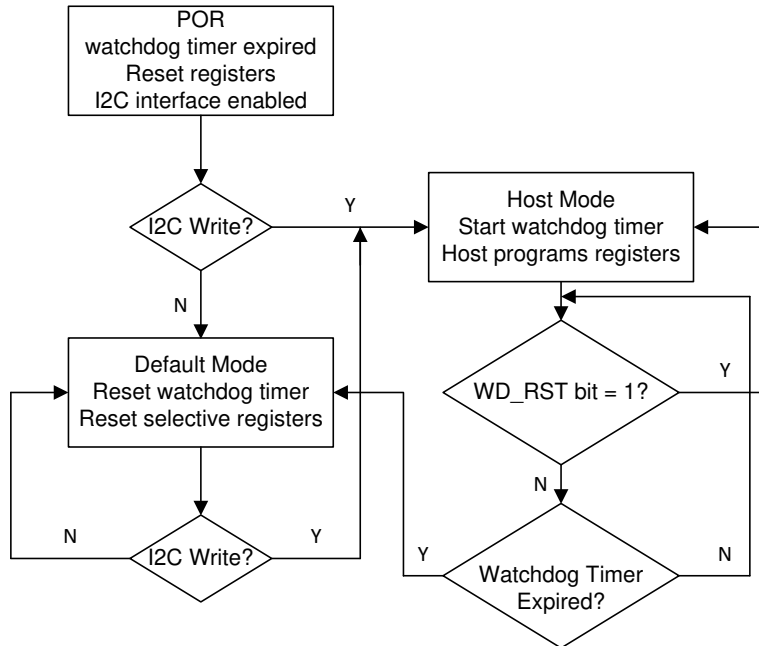 POR
watchdog timer expired
Reset registers
I2C interface enabled
I2C Write?
Y
N
Host Mode
Start watchdog timer
Host programs registers
Default Mode
Reset watchdog timer
Reset selective registers
WD_RST bit = 1?
Y
N
I2C Write?
N
Y
Watchdog Timer
Expired?
Y
N